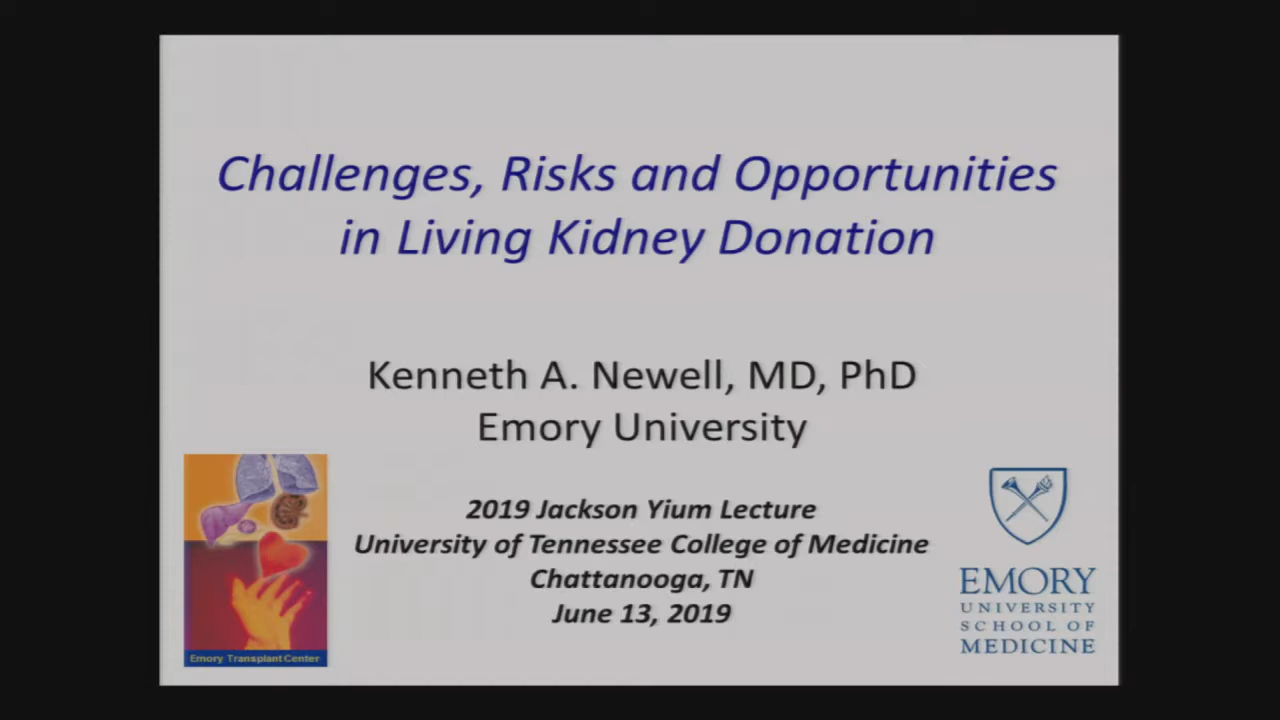 Challenges, Risks and Opportunities
in Living Kidney Donation
Kenneth A. Newell, MD, PhD
Emory University
2019 Jackson Yium Lecture
University of Tennessee College of Medicine
Chattanooga, TN
June 13, 2019
Emory Transplant Center
EMORY
UNIVERSITY
SCHOOL OF
MEDICINE